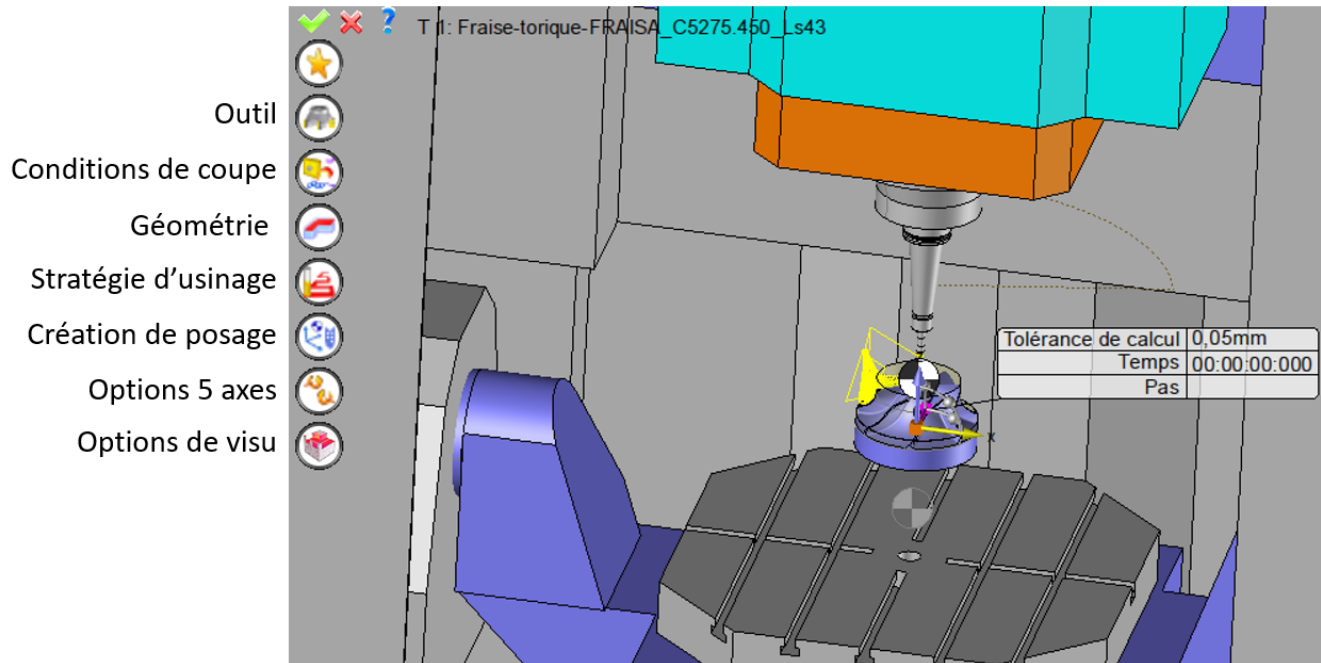 T 1: Fraise-torique-FRAISA_C5275.450_Ls43
Outil
Conditions de coupe
Géométrie
Stratégie d'usinage
Création de posage
Options 5 axes
Options de visu
Tolérance de calcul 0,05mm
Temps 00:00:00:000
Pas
x